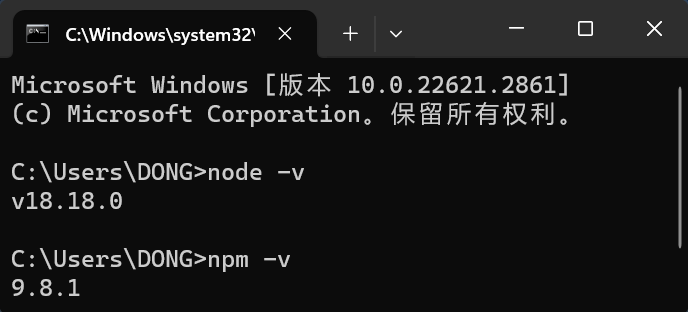 C:\Windows\system32\
Microsoft Windows [版本 10.0.22621.2861]
(c) Microsoft Corporation。保留所有权利。
C:\Users\DONG>node -v
v18.18.0
C:\Users\DONG>npm -v
9.8.1